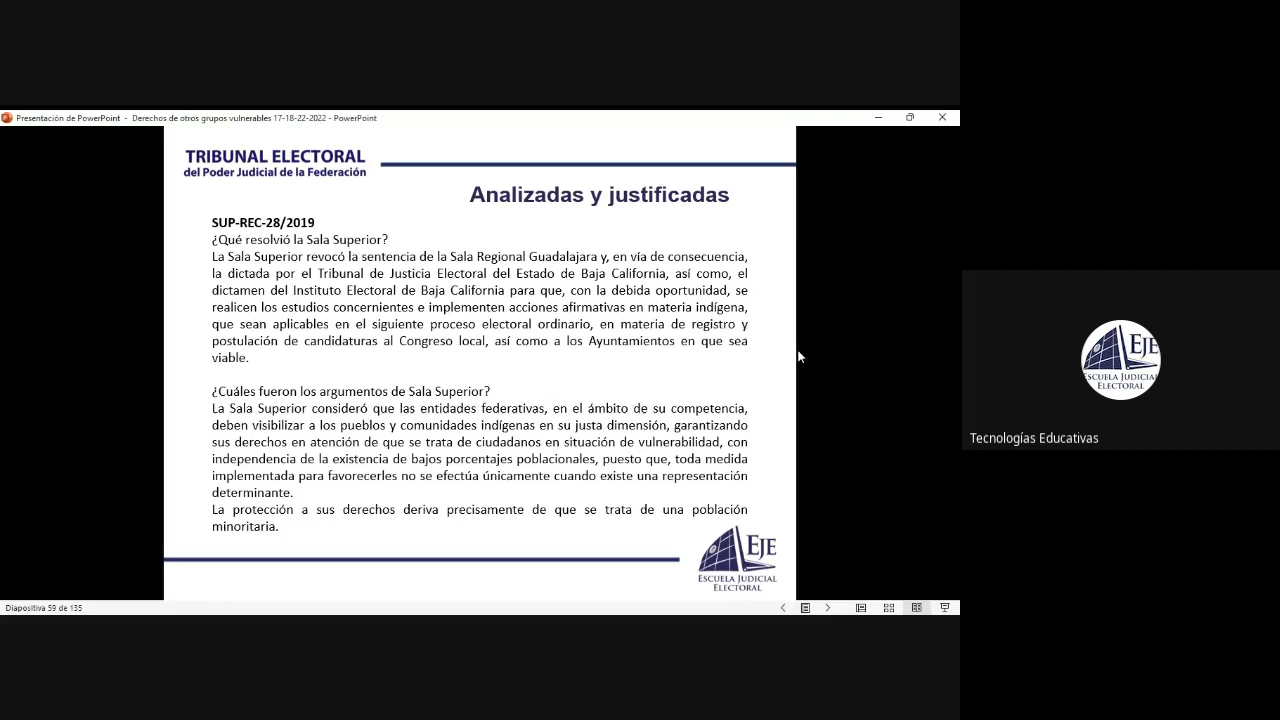 Presentación de PowerPoint - Derechos de otros grupos vulnerables 17-18-22-2022 - PowerPoint
TRIBUNAL ELECTORAL
del Poder Judicial de la Federación
Analizadas y justificadas
SUP-REC-28/2019
¿Qué resolvió la Sala Superior?
La Sala Superior revocó la sentencia de la Sala Regional Guadalajara y, en vía de consecuencia,
la dictada por el Tribunal de Justicia Electoral del Estado de Baja California, así como, el
dictamen del Instituto Electoral de Baja California para que, con la debida oportunidad, se
realicen los estudios concernientes e implementen acciones afirmativas en materia indígena,
que sean aplicables en el siguiente proceso electoral ordinario, en materia de registro y
postulación de candidaturas al Congreso local, así como a los Ayuntamientos en que sea
viable.
¿Cuáles fueron los argumentos de Sala Superior?
La Sala Superior consideró que las entidades federativas, en el ámbito de su competencia,
deben visibilizar a los pueblos y comunidades indígenas en su justa dimensión, garantizando
sus derechos en atención de que se trata de ciudadanos en situación de vulnerabilidad, con
independencia de la existencia de bajos porcentajes poblacionales, puesto que, toda medida
implementada para favorecerles no se efectúa únicamente cuando existe una representación
determinante.
La protección a sus derechos deriva precisamente de que se trata de una población
minoritaria.
EJE
ESCUELA JUDICIAL
ELECTORAL
Diapositiva 59 de 135
EJE
ESCUELA JUDICIAL
ELECTORAL
Tecnologías Educativas